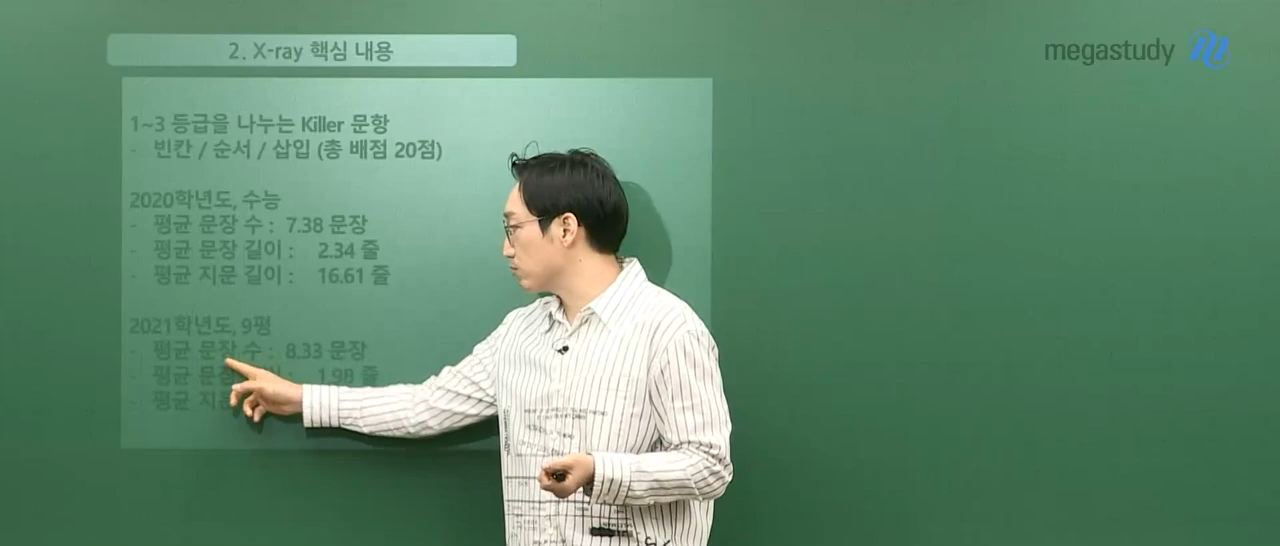 2. X-ray 핵심 내용
megastudy
1~3 등급을 나누는 Killer 문항
- 빈칸 / 순서 / 삽입 (총 배점 20점)
2020학년도, 수능
- 평균 문장 수 : 7.38 문장
- 평균 문장 길이 : 2.34 줄
- 평균 지문 길이 : 16.61 줄
2021학년도, 9평
- 평균 문장 수 : 8.33 문장
- 평균 1.98 줄
- 평균